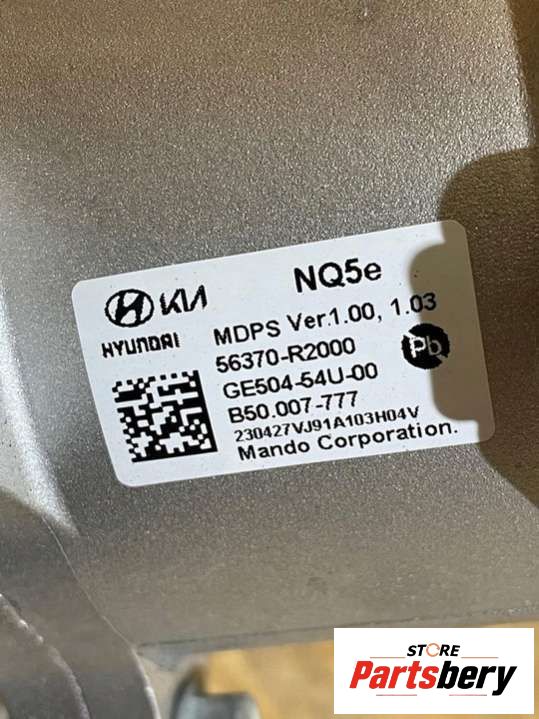 NQ5e
KIA
HYUNDAI
MDPS Ver.1.00, 1.03
56370-R2000
Pb
GE504-54U-00
B50.007-777
230427VJ91A103H04V
Mando Corporation.
STORE
Partsbery